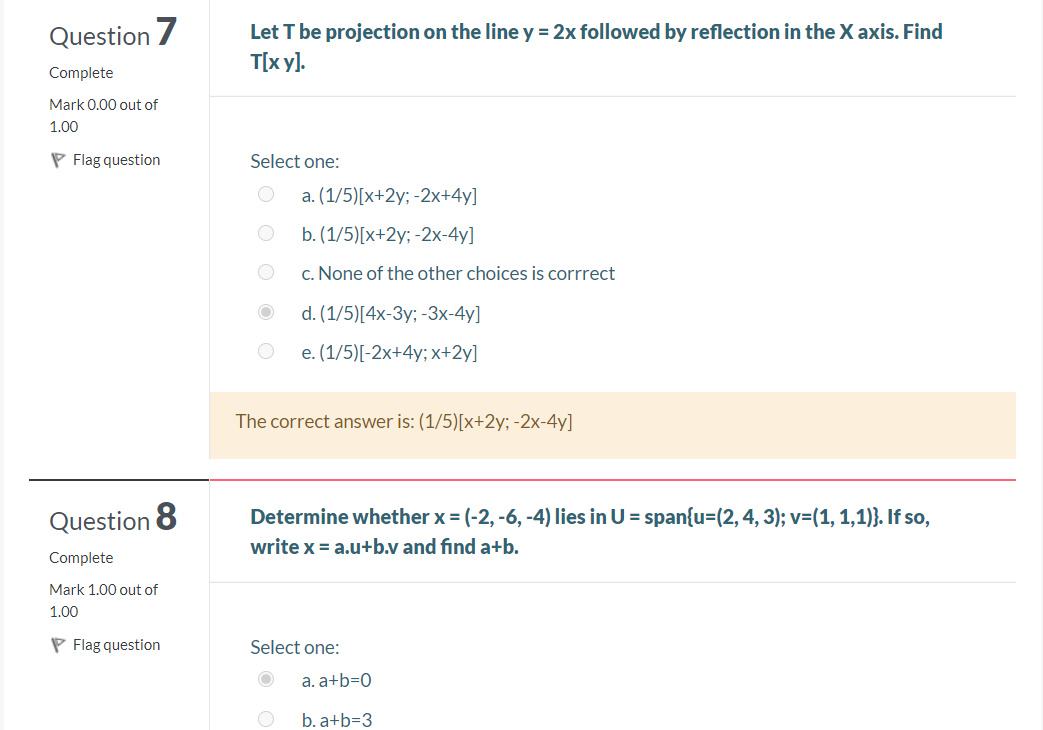 Question 7
Complete
Mark 0.00 out of
1.00
Flag question
Let T be projection on the line y = 2x followed by reflection in the X axis. Find
T[x y].
Select one:
a. (1/5)[x+2y; -2x+4y]
b. (1/5)[x+2y; -2x-4y]
c. None of the other choices is corrrect
d. (1/5)[4x-3y; -3x-4y]
e. (1/5)[-2x+4y; x+2y]
The correct answer is: (1/5)[x+2y; -2x-4y]
Question 8
Complete
Mark 1.00 out of
1.00
Flag question
Determine whether x = (-2, -6, -4) lies in U = span{u=(2, 4, 3); v=(1, 1,1)}. If so,
write x = a.u+b.v and find a+b.
Select one:
a. a+b=0
b. a+b=3